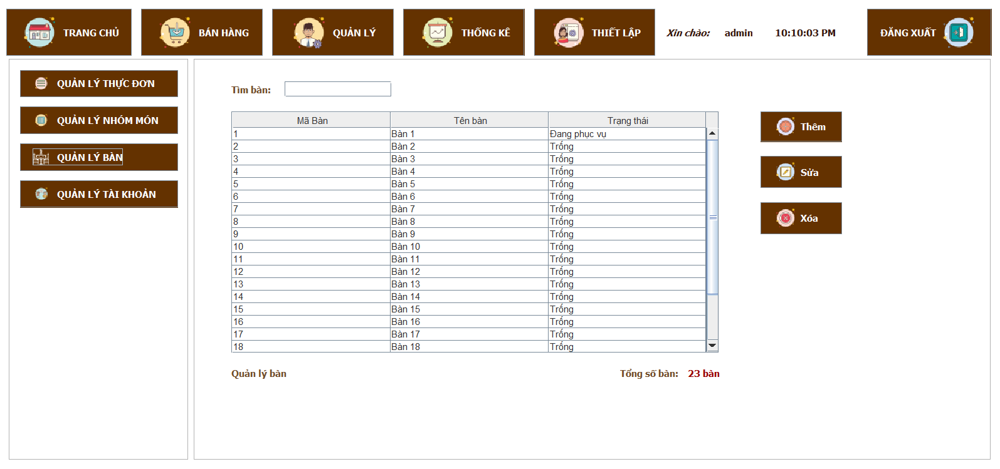 TRANG CHỦ BÁN HÀNG QUẢN LÝ THỐNG KÊ THIẾT LẬP Xin chào: admin 10:10:03 PM ĐĂNG XUẤT
QUẢN LÝ THỰC ĐƠN
QUẢN LÝ NHÓM MÓN
QUẢN LÝ BÀN
QUẢN LÝ TÀI KHOẢN
Tìm bàn:
Mã Bàn Tên bàn Trạng thái
1 Bàn 1 Đang phục vụ
2 Bàn 2 Trống
3 Bàn 3 Trống
4 Bàn 4 Trống
5 Bàn 5 Trống
6 Bàn 6 Trống
7 Bàn 7 Trống
8 Bàn 8 Trống
9 Bàn 9 Trống
10 Bàn 10 Trống
11 Bàn 11 Trống
12 Bàn 12 Trống
13 Bàn 13 Trống
14 Bàn 14 Trống
15 Bàn 15 Trống
16 Bàn 16 Trống
17 Bàn 17 Trống
18 Bàn 18 Trống
Thêm
Sửa
Xóa
Quản lý bàn Tổng số bàn: 23 bàn